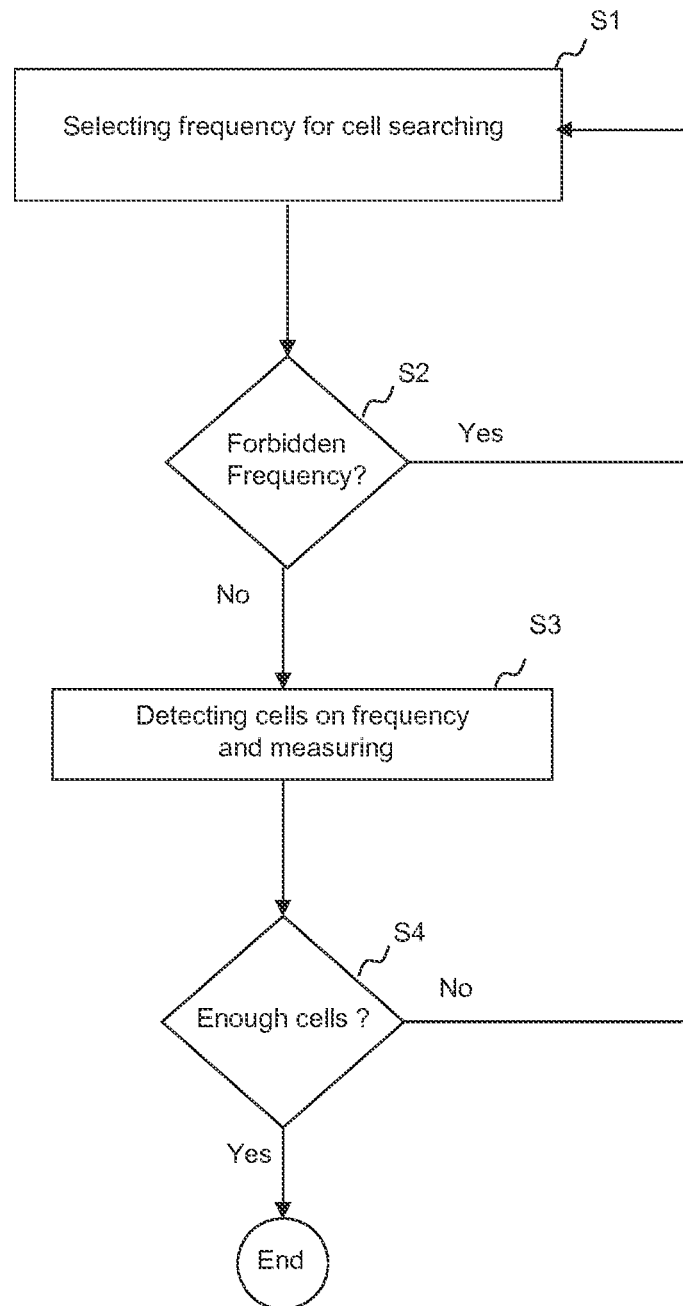 S1
Selecting frequency for cell searching
S2
Forbidden
Frequency?
Yes
No
S3
Detecting cells on frequency
and measuring
S4
Enough cells ?
No
Yes
End